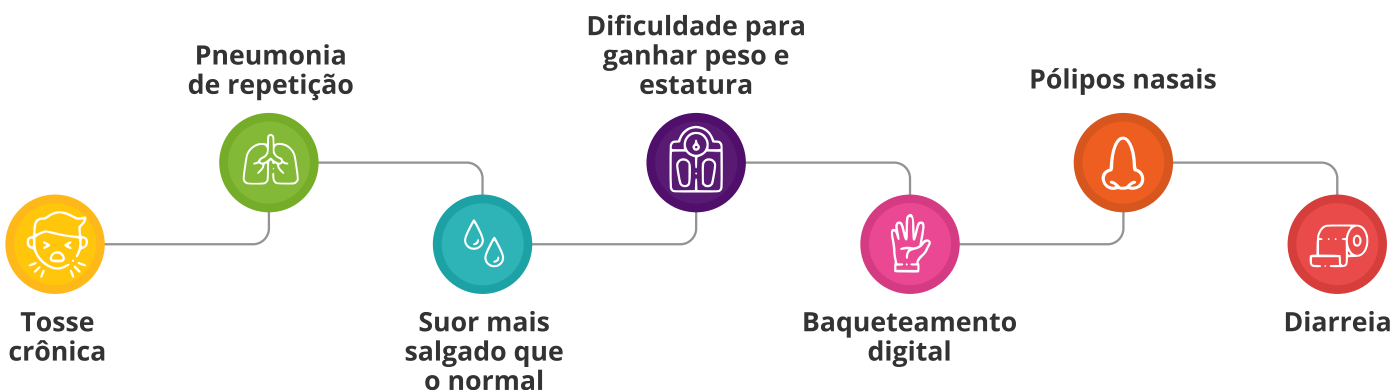 Tosse
crônica
Pneumonia
de repetição
Suor mais
salgado que
o normal
Dificuldade para
ganhar peso e
estatura
Baqueteamento
digital
Pólipos nasais
Diarreia